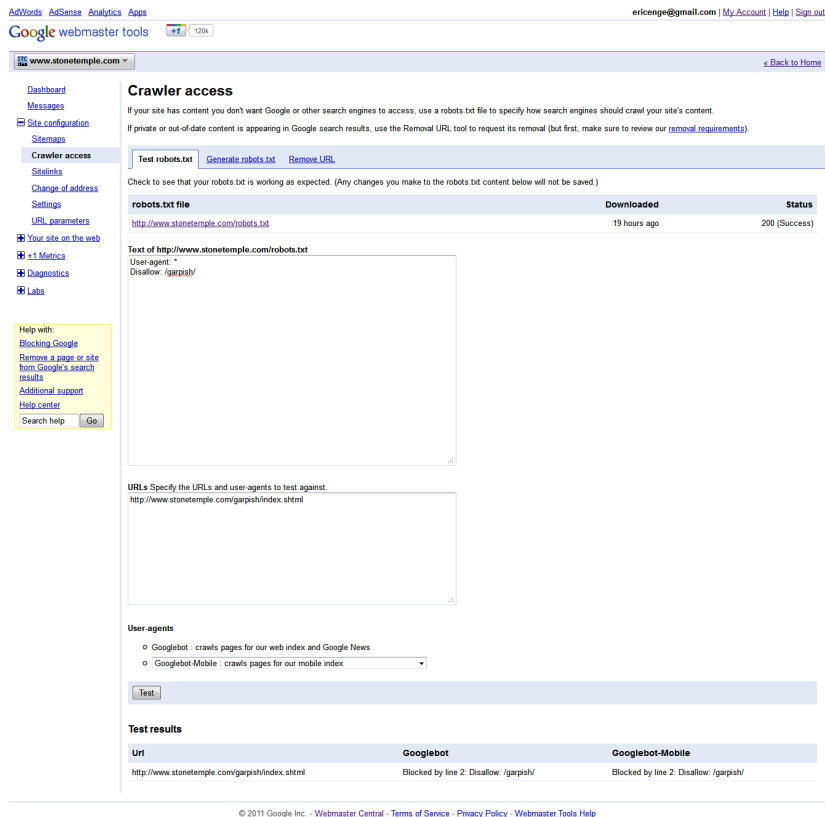 AdWords AdSense Analytics Apps
ericenge@gmail.com | My Account | Help | Sign out
Google webmaster tools +1 120k
STC www.stonetemple.com
« Back to Home
Dashboard
Messages
Site configuration
Sitemaps
Crawler access
Sitelinks
Change of address
Settings
URL parameters
Your site on the web
+1 Metrics
Diagnostics
Labs
Help with:
Blocking Google
Remove a page or site
from Google's search
results
Additional support
Help center
Search help Go
Crawler access
If your site has content you don't want Google or other search engines to access, use a robots.txt file to specify how search engines should crawl your site's content.
If private or out-of-date content is appearing in Google search results, use the Removal URL tool to request its removal (but first, make sure to review our removal requirements).
Test robots.txt Generate robots.txt Remove URL
Check to see that your robots.txt is working as expected. (Any changes you make to the robots.txt content below will not be saved.)
robots.txt file Downloaded Status
http://www.stonetemple.com/robots.txt 19 hours ago 200 (Success)
Text of http://www.stonetemple.com/robots.txt
User-agent: *
Disallow: /garpish/
URLs Specify the URLs and user-agents to test against.
http://www.stonetemple.com/garpish/index.shtml
User-agents
Googlebot : crawls pages for our web index and Google News
Googlebot-Mobile : crawls pages for our mobile index
Test
Test results
Url Googlebot Googlebot-Mobile
http://www.stonetemple.com/garpish/index.shtml Blocked by line 2: Disallow: /garpish/ Blocked by line 2: Disallow: /garpish/
© 2011 Google Inc. - Webmaster Central - Terms of Service - Privacy Policy - Webmaster Tools Help